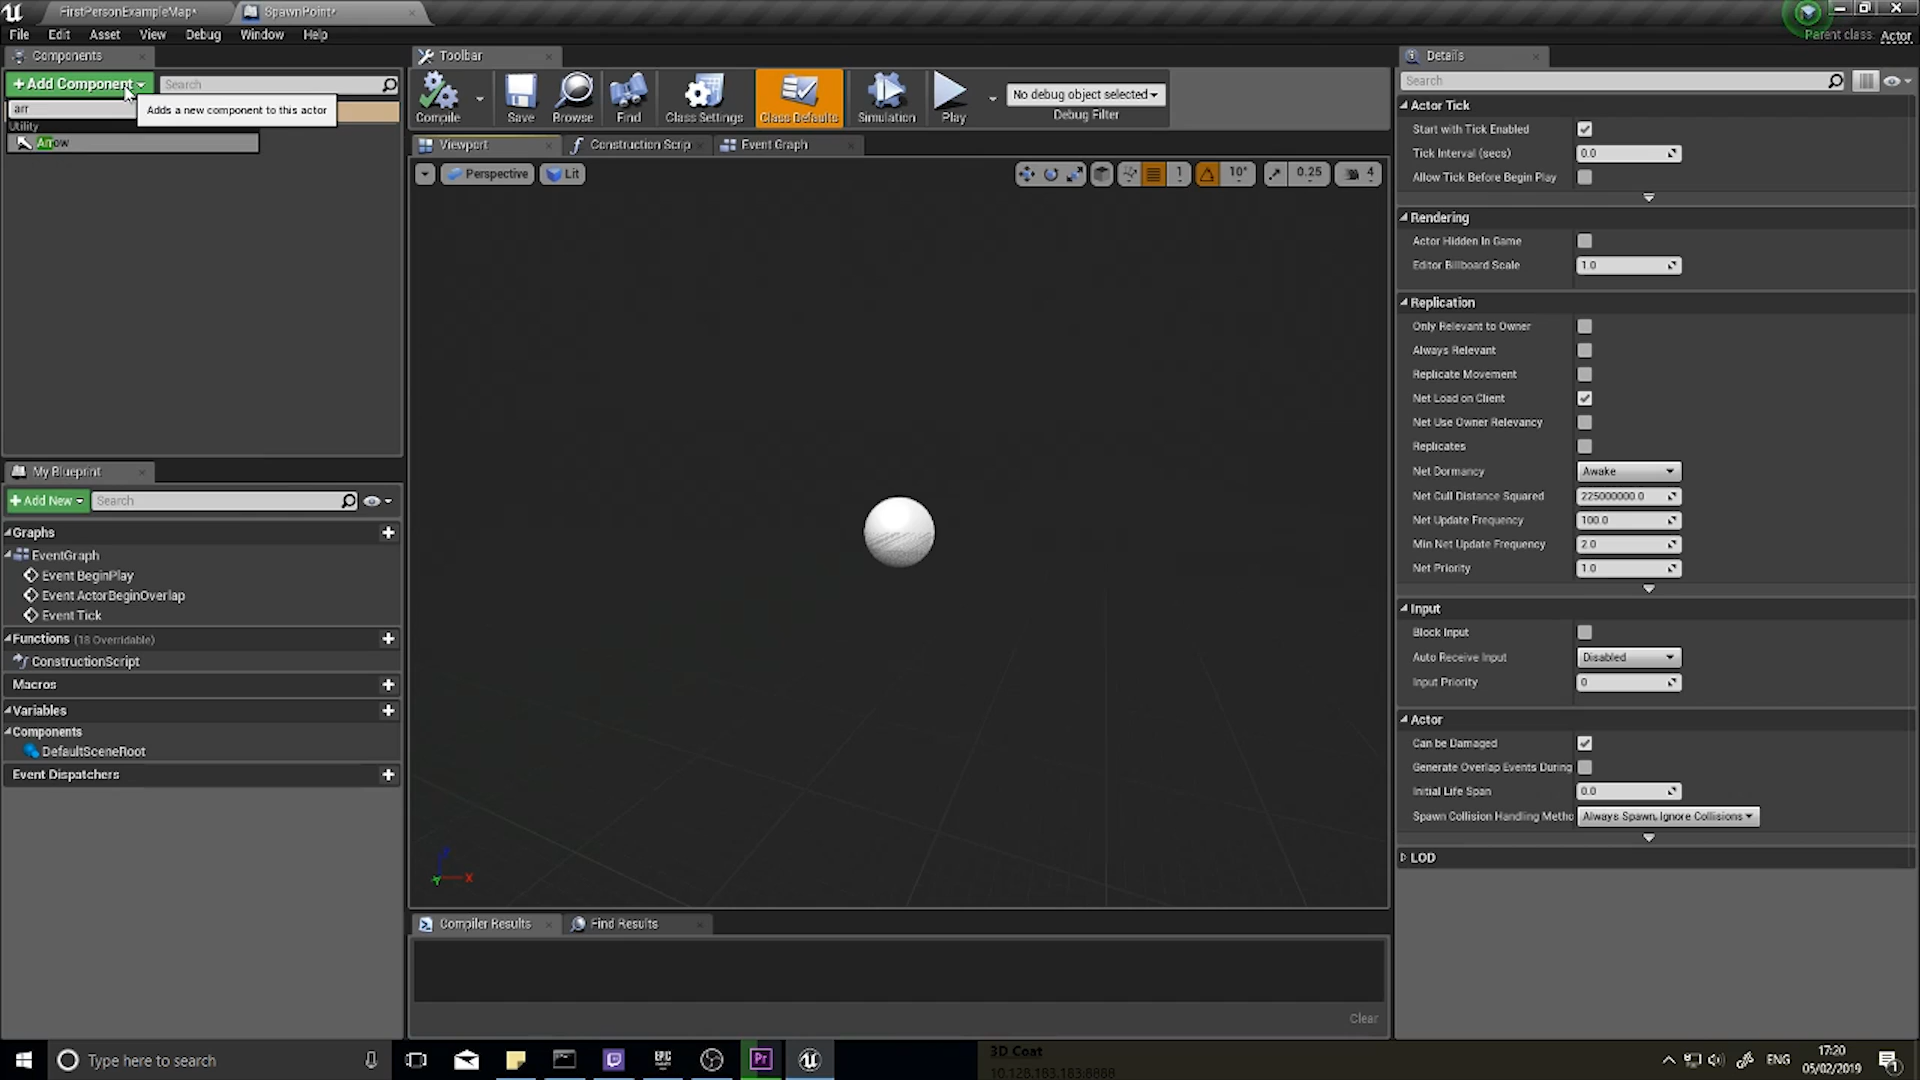 FirstPersonExampleMap*
SpawnPoint*
File Edit Asset View Debug Window Help
Parent class: Actor
Components
+Add Component
Search
arr
Adds a new component to this actor
Utility
Arrow
My Blueprint
+Add New
Search
Graphs
EventGraph
Event BeginPlay
Event ActorBeginOverlap
Event Tick
Functions (18 Overridable)
ConstructionScript
Macros
Variables
Components
DefaultSceneRoot
Event Dispatchers
Toolbar
Compile
Save
Browse
Find
Class Settings
Class Defaults
Simulation
Play
No debug object selected
Debug Filter
Viewport
Construction Scrip
Event Graph
Perspective
Lit
1
10°
0.25
4
X
Compiler Results
Find Results
Clear
Details
Search
Actor Tick
Start with Tick Enabled
Tick Interval (secs) 0.0
Allow Tick Before Begin Play
Rendering
Actor Hidden In Game
Editor Billboard Scale 1.0
Replication
Only Relevant to Owner
Always Relevant
Replicate Movement
Net Load on Client
Net Use Owner Relevancy
Replicates
Net Dormancy Awake
Net Cull Distance Squared 225000000.0
Net Update Frequency 100.0
Min Net Update Frequency 2.0
Net Priority 1.0
Input
Block Input
Auto Receive Input Disabled
Input Priority 0
Actor
Can be Damaged
Generate Overlap Events During
Initial Life Span 0.0
Spawn Collision Handling Metho Always Spawn, Ignore Collisions
LOD
Type here to search
EPIC
Pr
3D Coat
10.128.183.183:8888
ENG
17:20
05/02/2019
1